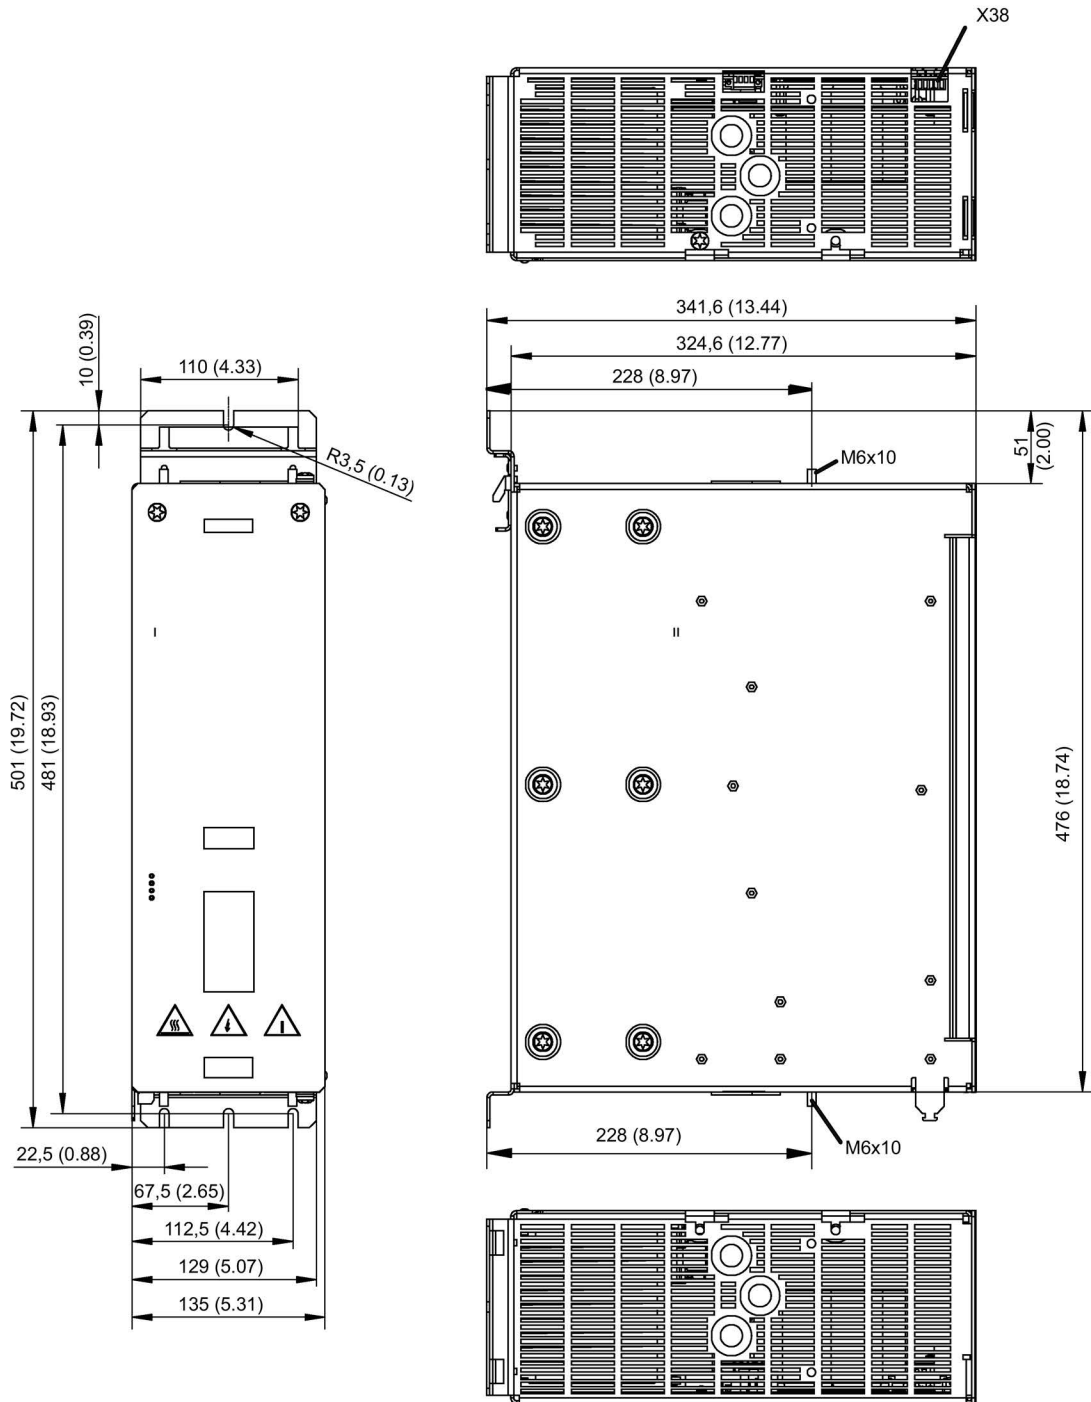 X38
341,6 (13.44)
324,6 (12.77)
228 (8.97)
10 (0.39)
110 (4.33)
R3,5 (0.13)
51
(2.00)
M6x10
I
II
501 (19.72)
481 (18.93)
476 (18.74)
228 (8.97)
M6x10
22,5 (0.88)
67,5 (2.65)
112,5 (4.42)
129 (5.07)
135 (5.31)